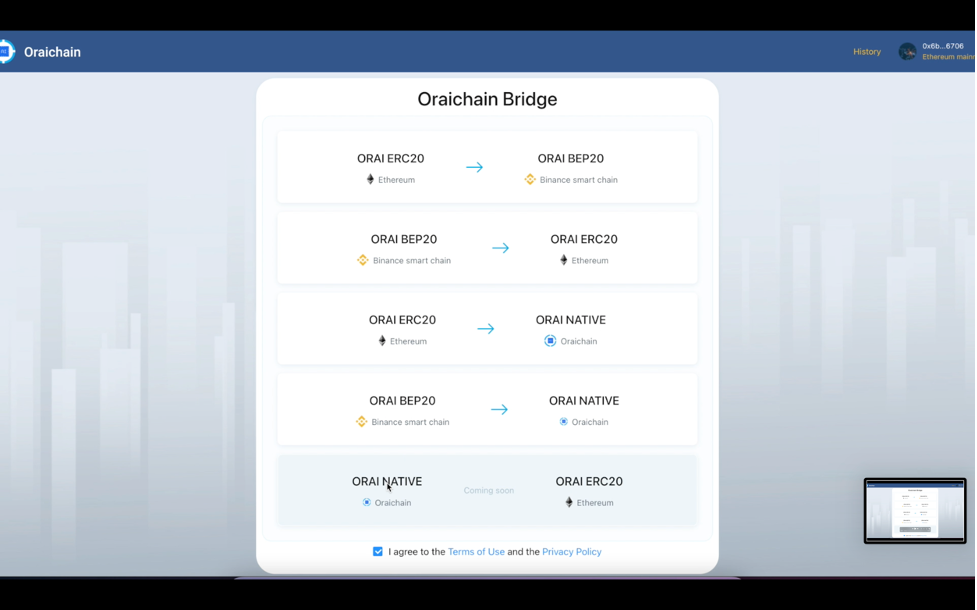 Oraichain
History
0x6b...6706
Oraichain Bridge
ORAI ERC20
Ethereum
ORAI BEP20
Binance smart chain
ORAI BEP20
Binance smart chain
ORAI ERC20
Ethereum
ORAI ERC20
Ethereum
ORAI NATIVE
Oraichain
ORAI BEP20
Binance smart chain
ORAI NATIVE
Oraichain
ORAI NATIVE
Oraichain
Coming soon
ORAI ERC20
Ethereum
I agree to the Terms of Use and the Privacy Policy
Ethereum